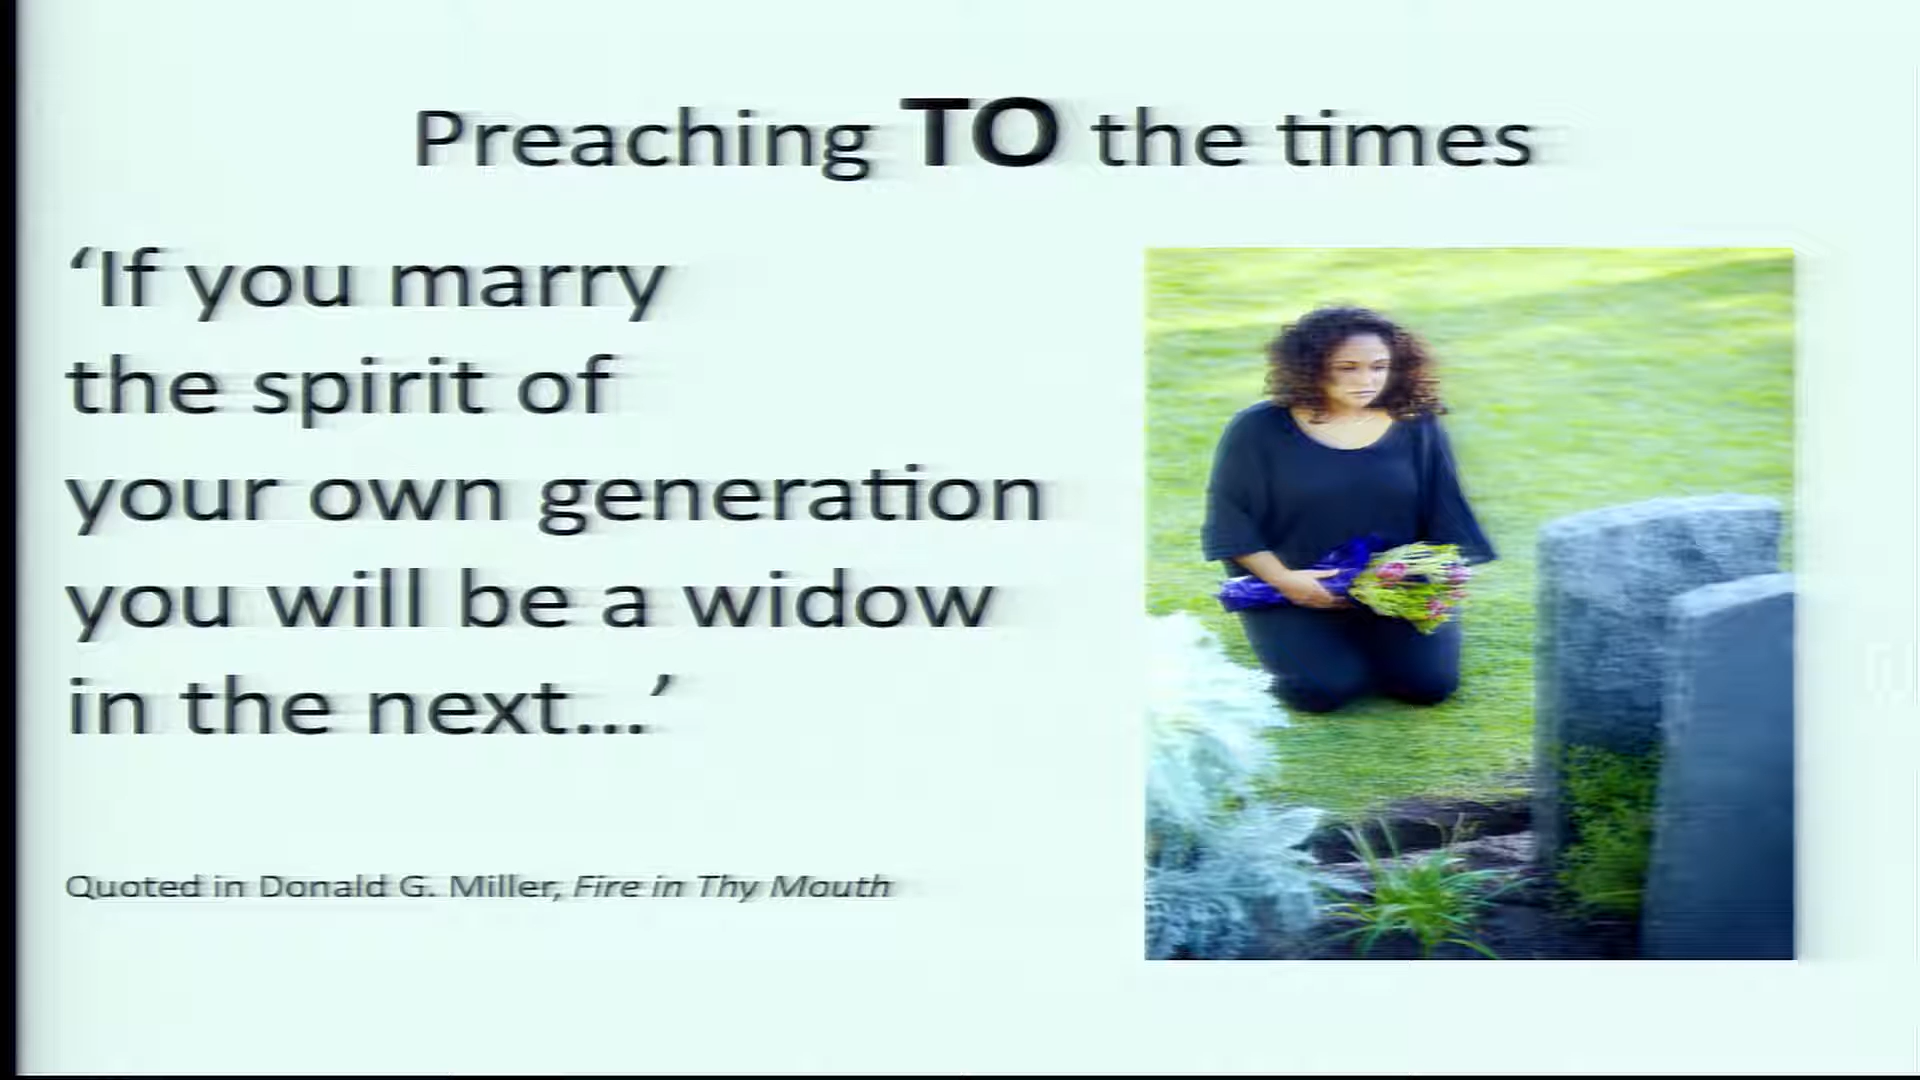 Preaching TO the times
‘If you marry
the spirit of
your own generation
you will be a widow
in the next...’
Quoted in Donald G. Miller, Fire in Thy Mouth